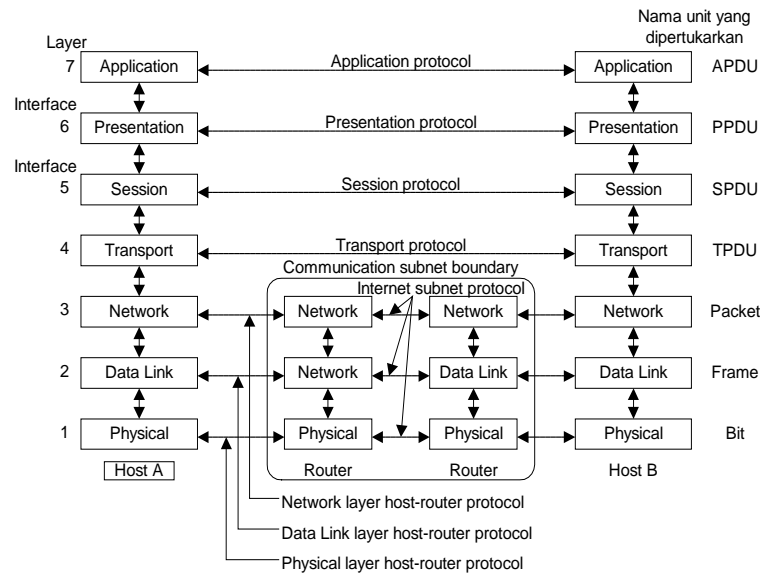 Nama unit yang
dipertukarkan
Layer
7 Application Application protocol Application APDU
Interface
6 Presentation Presentation protocol Presentation PPDU
Interface
5 Session Session protocol Session SPDU
4 Transport Transport protocol Transport TPDU
Communication subnet boundary
Internet subnet protocol
3 Network Network Network Network Packet
2 Data Link Network Data Link Data Link Frame
1 Physical Physical Physical Physical Bit
Host A Router Router Host B
Network layer host-router protocol
Data Link layer host-router protocol
Physical layer host-router protocol